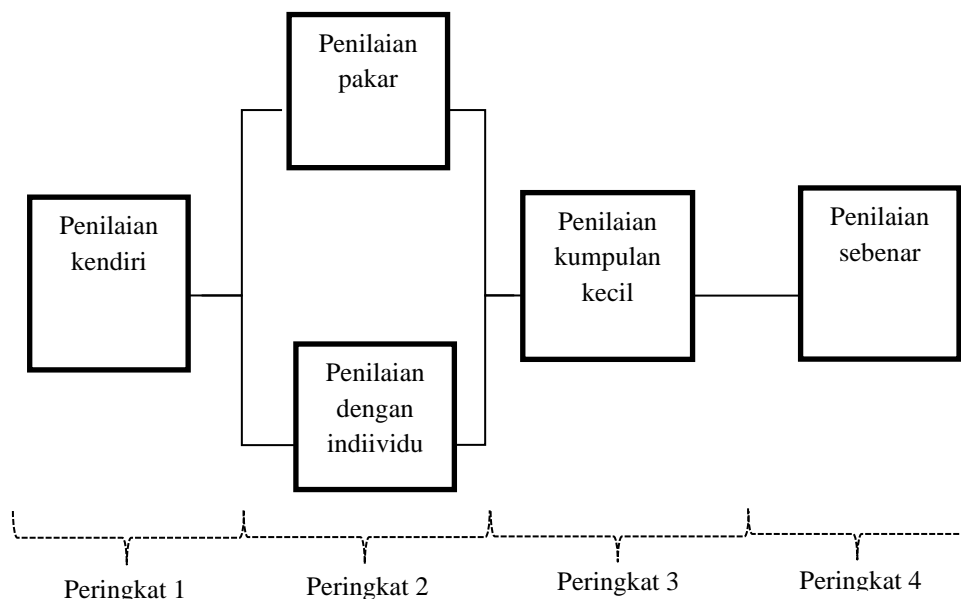 Penilaian
pakar
Penilaian
kendiri
Penilaian
kumpulan
kecil
Penilaian
sebenar
Penilaian
dengan
indiividu
Peringkat 1
Peringkat 2
Peringkat 3
Peringkat 4